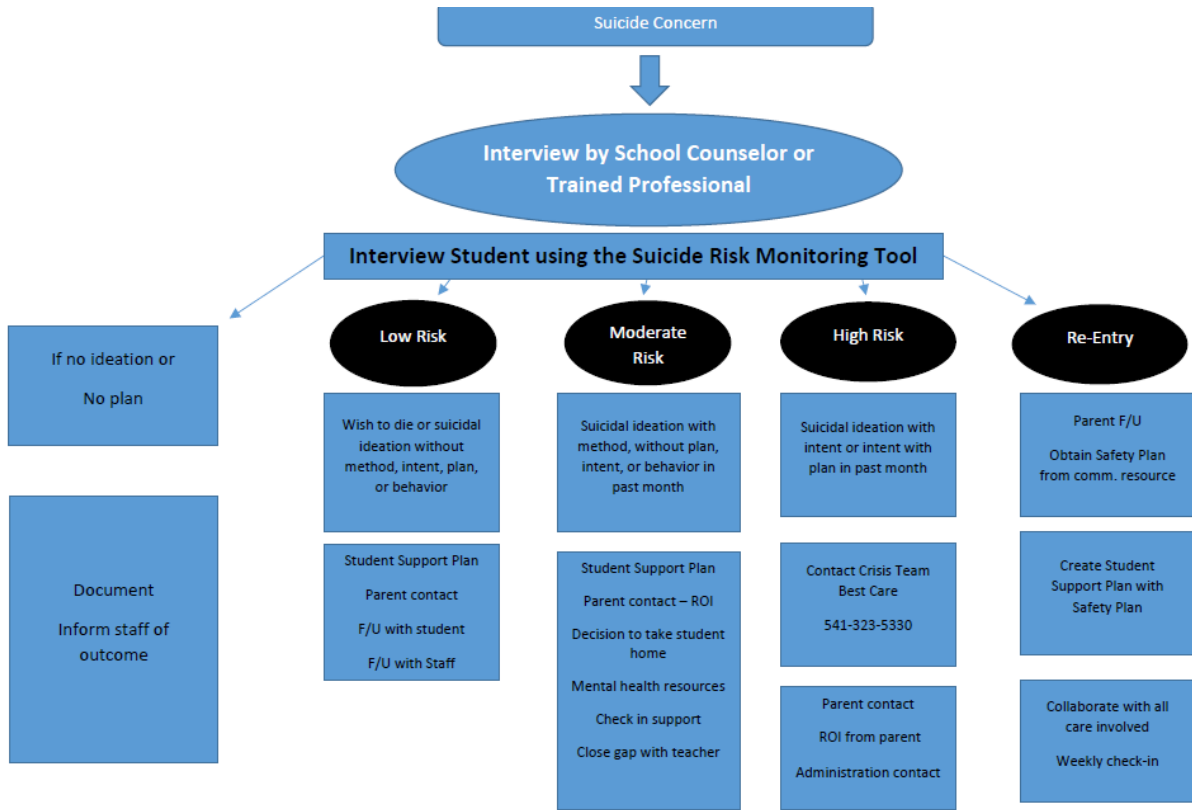 Suicide Concern
Interview by School Counselor or
Trained Professional
Interview Student using the Suicide Risk Monitoring Tool
If no ideation or
No plan
Document
Inform staff of
outcome
Low Risk
Wish to die or suicidal
ideation without
method, intent, plan,
or behavior
Student Support Plan
Parent contact
F/U with student
F/U with Staff
Moderate
Risk
Suicidal ideation with
method, without plan,
intent, or behavior in
past month
Student Support Plan
Parent contact – ROI
Decision to take student
home
Mental health resources
Check in support
Close gap with teacher
High Risk
Suicidal ideation with
intent or intent with
plan in past month
Contact Crisis Team
Best Care
541-323-5330
Parent contact
ROI from parent
Administration contact
Re-Entry
Parent F/U
Obtain Safety Plan
from comm. resource
Create Student
Support Plan with
Safety Plan
Collaborate with all
care involved
Weekly check-in